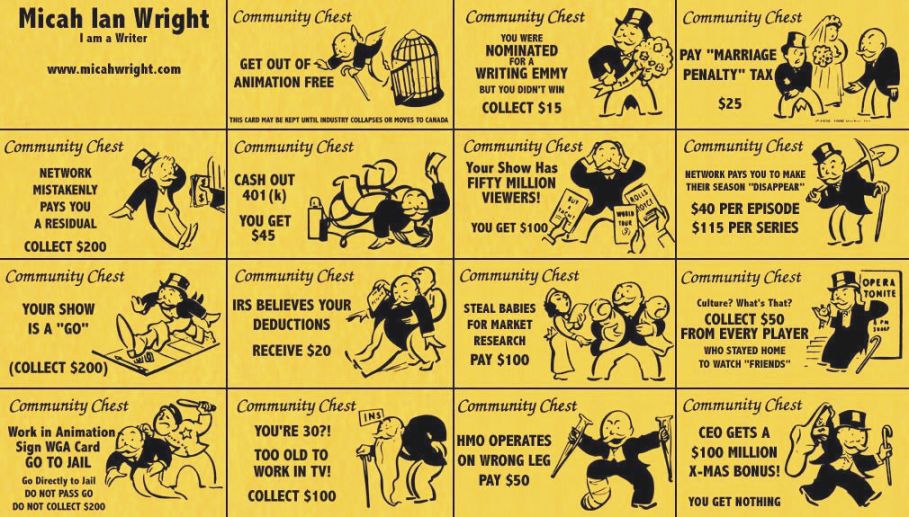 Micah Ian Wright
I am a Writer
www.micahwright.com
Community Chest
GET OUT OF
ANIMATION FREE
THIS CARD MAY BE KEPT UNTIL INDUSTRY COLLAPSES OR MOVES TO CANADA
Community Chest
YOU WERE
NOMINATED
FOR A
WRITING EMMY
BUT YOU DIDN'T WIN
COLLECT $15
Community Chest
PAY "MARRIAGE
PENALTY" TAX
$25
Community Chest
NETWORK
MISTAKENLY
PAYS YOU
A RESIDUAL
COLLECT $200
$
Community Chest
CASH OUT
401(k)
YOU GET
$45
Community Chest
Your Show Has
FIFTY MILLION
VIEWERS!
YOU GET $100
BUY
YACHT
WORLD
TOUR
ROLLS
Community Chest
NETWORK PAYS YOU TO MAKE
THEIR SEASON "DISAPPEAR"
$40 PER EPISODE
$115 PER SERIES
Community Chest
YOUR SHOW
IS A "GO"
(COLLECT $200)
Community Chest
IRS BELIEVES YOUR
DEDUCTIONS
RECEIVE $20
Community Chest
STEAL BABIES
FOR MARKET
RESEARCH
PAY $100
Community Chest
Culture? What's That?
COLLECT $50
FROM EVERY PLAYER
WHO STAYED HOME
TO WATCH "FRIENDS"
OPERA
TONITE
8 PM
SHARP
Community Chest
Work in Animation
Sign WGA Card
GO TO JAIL
Go Directly to Jail
DO NOT PASS GO
DO NOT COLLECT $200
Community Chest
YOU'RE 30?!
TOO OLD TO
WORK IN TV!
COLLECT $100
INS
Community Chest
HMO OPERATES
ON WRONG LEG
PAY $50
Community Chest
CEO GETS A
$100 MILLION
X-MAS BONUS!
YOU GET NOTHING